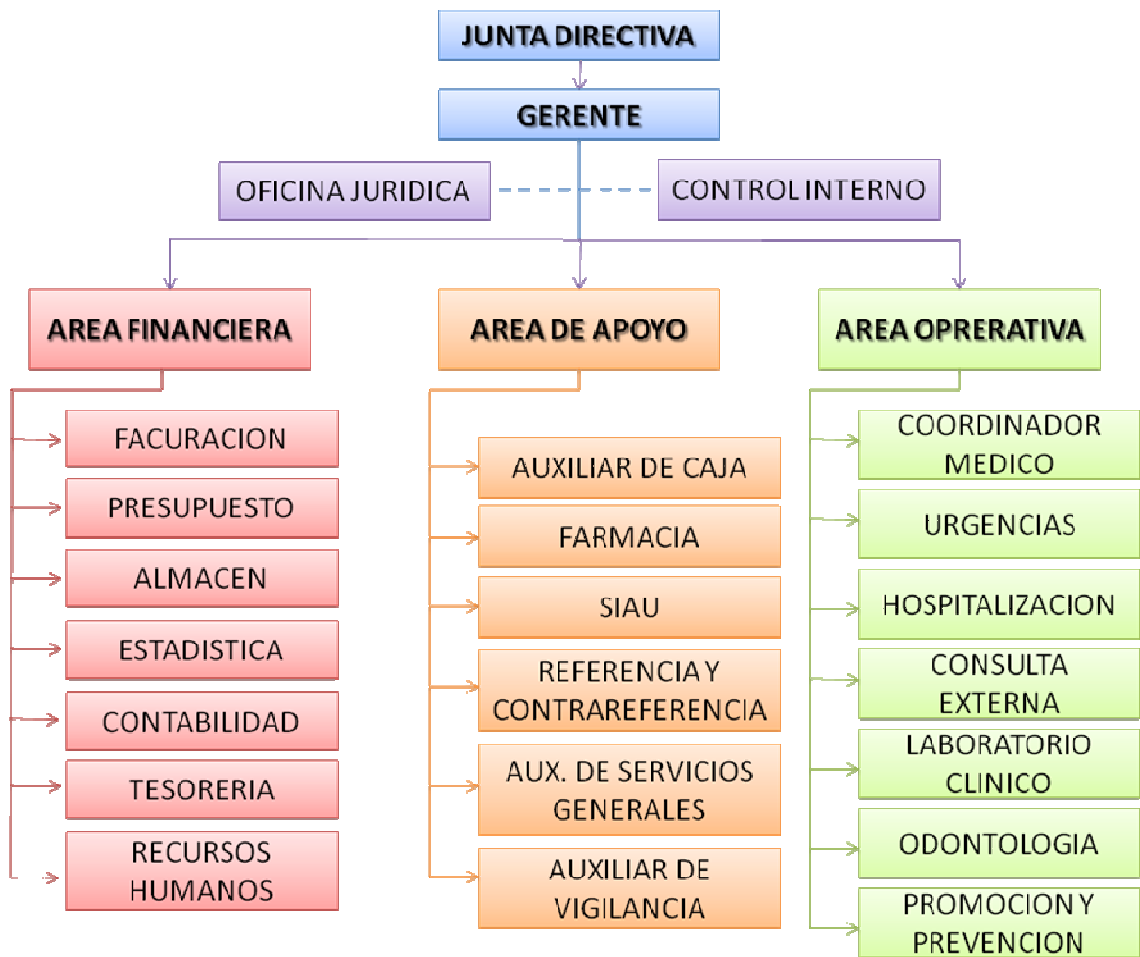 JUNTA DIRECTIVA
GERENTE
OFICINA JURIDICA
CONTROL INTERNO
AREA FINANCIERA
FACURACION
PRESUPUESTO
ALMACEN
ESTADISTICA
CONTABILIDAD
TESORERIA
RECURSOS
HUMANOS
AREA DE APOYO
AUXILIAR DE CAJA
FARMACIA
SIAU
REFERENCIA Y
CONTRAREFERENCIA
AUX. DE SERVICIOS
GENERALES
AUXILIAR DE
VIGILANCIA
AREA OPRERATIVA
COORDINADOR
MEDICO
URGENCIAS
HOSPITALIZACION
CONSULTA
EXTERNA
LABORATORIO
CLINICO
ODONTOLOGIA
PROMOCION Y
PREVENCION